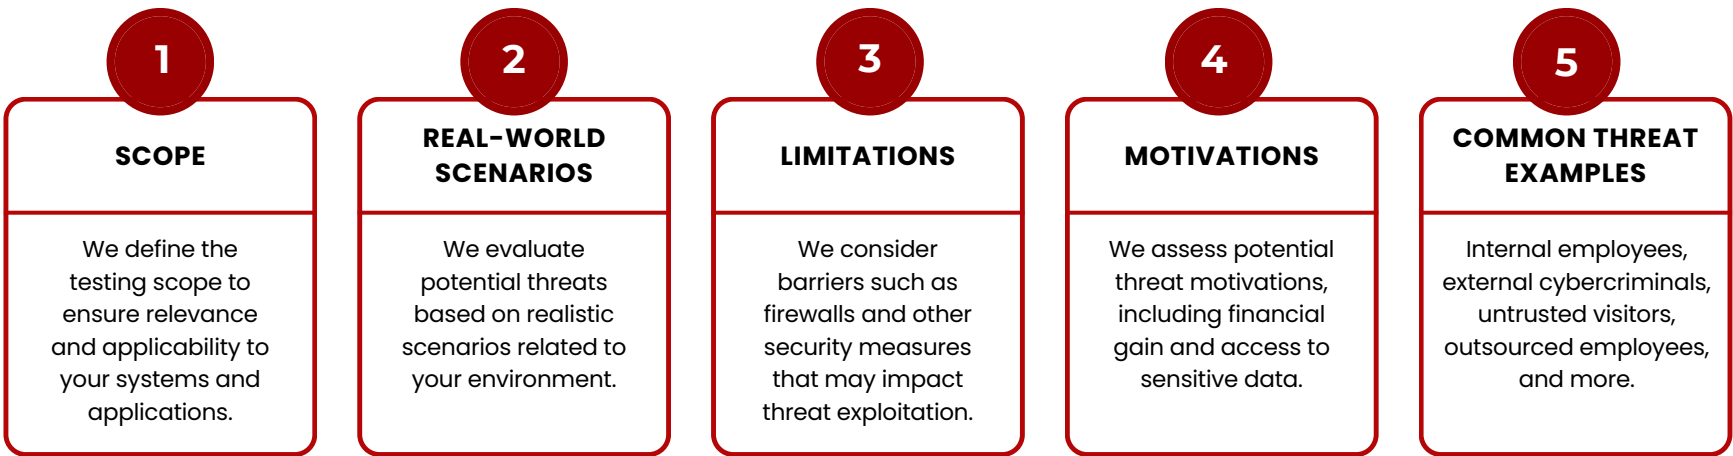 1
SCOPE
We define the
testing scope to
ensure relevance
and applicability to
your systems and
applications.
2
REAL-WORLD
SCENARIOS
We evaluate
potential threats
based on realistic
scenarios related to
your environment.
3
LIMITATIONS
We consider
barriers such as
firewalls and other
security measures
that may impact
threat exploitation.
4
MOTIVATIONS
We assess potential
threat motivations,
including financial
gain and access to
sensitive data.
5
COMMON THREAT
EXAMPLES
Internal employees,
external cybercriminals,
untrusted visitors,
outsourced employees,
and more.